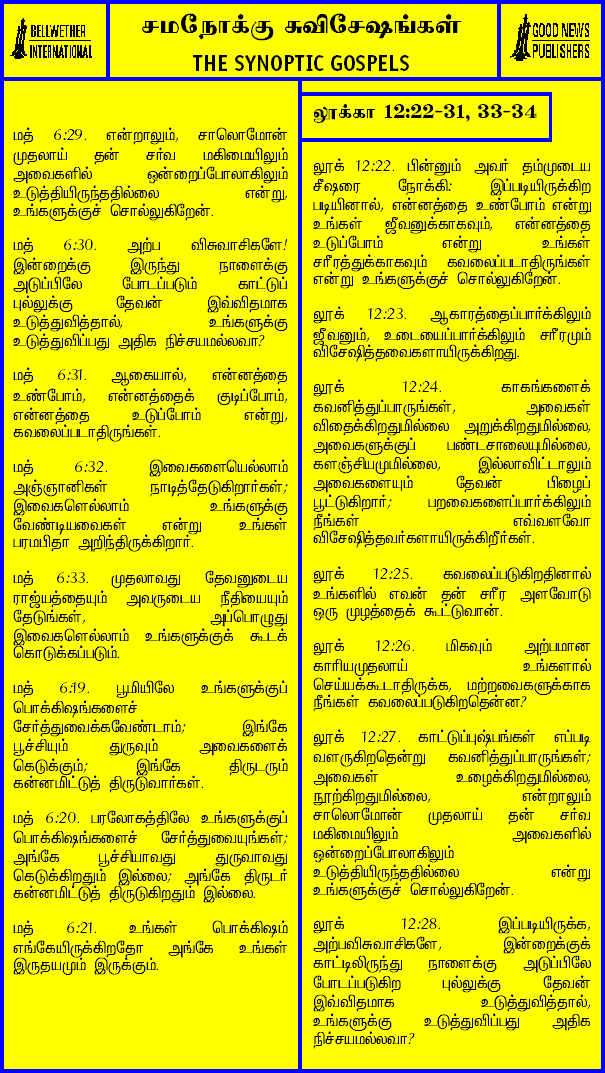 BELLWETHER
INTERNATIONAL
சமநோக்கு சுவிசேஷங்கள்
THE SYNOPTIC GOSPELS
GOOD NEWS
PUBLISHERS
மத் 6:29. என்றாலும், சாலொமோன்
முதலாய் தன் சர்வ மகிமையிலும்
அவைகளில் ஒன்றைப்போலாகிலும்
உடுத்தியிருந்ததில்லை என்று,
உங்களுக்குச் சொல்லுகிறேன்.
மத் 6:30. அற்ப விசுவாசிகளே!
இன்றைக்கு இருந்து நாளைக்கு
அடுப்பிலே போடப்படும் காட்டுப்
புல்லுக்கு தேவன் இவ்விதமாக
உடுத்துவித்தால், உங்களுக்கு
உடுத்துவிப்பது அதிக நிச்சயமல்லவா?
மத் 6:31. ஆகையால், என்னத்தை
உண்போம், என்னத்தைக் குடிப்போம்,
என்னத்தை உடுப்போம் என்று,
கவலைப்படாதிருங்கள்.
மத் 6:32. இவைகளையெல்லாம்
அஞ்ஞானிகள் நாடித்தேடுகிறார்கள்;
இவைகளெல்லாம் உங்களுக்கு
வேண்டியவைகள் என்று உங்கள்
பரமபிதா அறிந்திருக்கிறார்.
மத் 6:33. முதலாவது தேவனுடைய
ராஜ்யத்தையும் அவருடைய நீதியையும்
தேடுங்கள், அப்பொழுது
இவைகளெல்லாம் உங்களுக்குக் கூடக்
கொடுக்கப்படும்.
மத் 6:19. பூமியிலே உங்களுக்குப்
பொக்கிஷங்களைச்
சேர்த்துவைக்கவேண்டாம்; இங்கே
பூச்சியும் துருவும் அவைகளைக்
கெடுக்கும்; இங்கே திருடரும்
கன்னமிட்டுத் திருடுவார்கள்.
மத் 6:20. பரலோகத்திலே உங்களுக்குப்
பொக்கிஷங்களைச் சேர்த்துவையுங்கள்;
அங்கே பூச்சியாவது துருவாவது
கெடுக்கிறதும் இல்லை; அங்கே திருடர்
கன்னமிட்டுத் திருடுகிறதும் இல்லை.
மத் 6:21. உங்கள் பொக்கிஷம்
எங்கேயிருக்கிறதோ அங்கே உங்கள்
இருதயமும் இருக்கும்.
லூக்கா 12:22-31, 33-34
லூக் 12:22. பின்னும் அவர் தம்முடைய
சீஷரை நோக்கி: இப்படியிருக்கிற
படியினால், என்னத்தை உண்போம் என்று
உங்கள் ஜீவனுக்காகவும், என்னத்தை
உடுப்போம் என்று உங்கள்
சரீரத்துக்காகவும் கவலைப்படாதிருங்கள்
என்று உங்களுக்குச் சொல்லுகிறேன்.
லூக் 12:23. ஆகாரத்தைப்பார்க்கிலும்
ஜீவனும், உடையைப்பார்க்கிலும் சரீரமும்
விசேஷித்தவைகளாயிருக்கிறது.
லூக் 12:24. காகங்களைக்
கவனித்துப்பாருங்கள், அவைகள்
விதைக்கிறதுமில்லை அறுக்கிறதுமில்லை,
அவைகளுக்குப் பண்டசாலையுமில்லை,
களஞ்சியமுமில்லை, இல்லாவிட்டாலும்
அவைகளையும் தேவன் பிழைப்
பூட்டுகிறார்; பறவைகளைப்பார்க்கிலும்
நீங்கள் எவ்வளவோ
விசேஷித்தவர்களாயிருக்கிறீர்கள்.
லூக் 12:25. கவலைப்படுகிறதினால்
உங்களில் எவன் தன் சரீர அளவோடு
ஒரு முழத்தைக் கூட்டுவான்.
லூக் 12:26. மிகவும் அற்பமான
காரியமுதலாய் உங்களால்
செய்யக்கூடாதிருக்க, மற்றவைகளுக்காக
நீங்கள் கவலைப்படுகிறதென்ன?
லூக் 12:27. காட்டுப்புஷ்பங்கள் எப்படி
வளருகிறதென்று கவனித்துப்பாருங்கள்;
அவைகள் உழைக்கிறதுமில்லை,
நூற்கிறதுமில்லை, என்றாலும்
சாலொமோன் முதலாய் தன் சர்வ
மகிமையிலும் அவைகளில்
ஒன்றைப்போலாகிலும்
உடுத்தியிருந்ததில்லை என்று
உங்களுக்குச் சொல்லுகிறேன்.
லூக் 12:28. இப்படியிருக்க,
அற்பவிசுவாசிகளே, இன்றைக்குக்
காட்டிலிருந்து நாளைக்கு அடுப்பிலே
போடப்படுகிற புல்லுக்கு தேவன்
இவ்விதமாக உடுத்துவித்தால்,
உங்களுக்கு உடுத்துவிப்பது அதிக
நிச்சயமல்லவா?